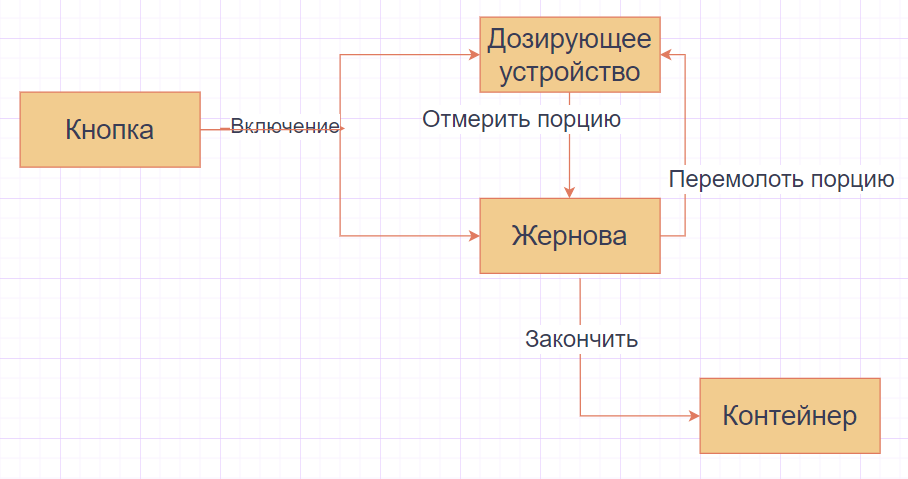 Дозирующее
устройство
Кнопка
Включение
Отмерить порцию
Перемолоть порцию
Жернова
Закончить
Контейнер